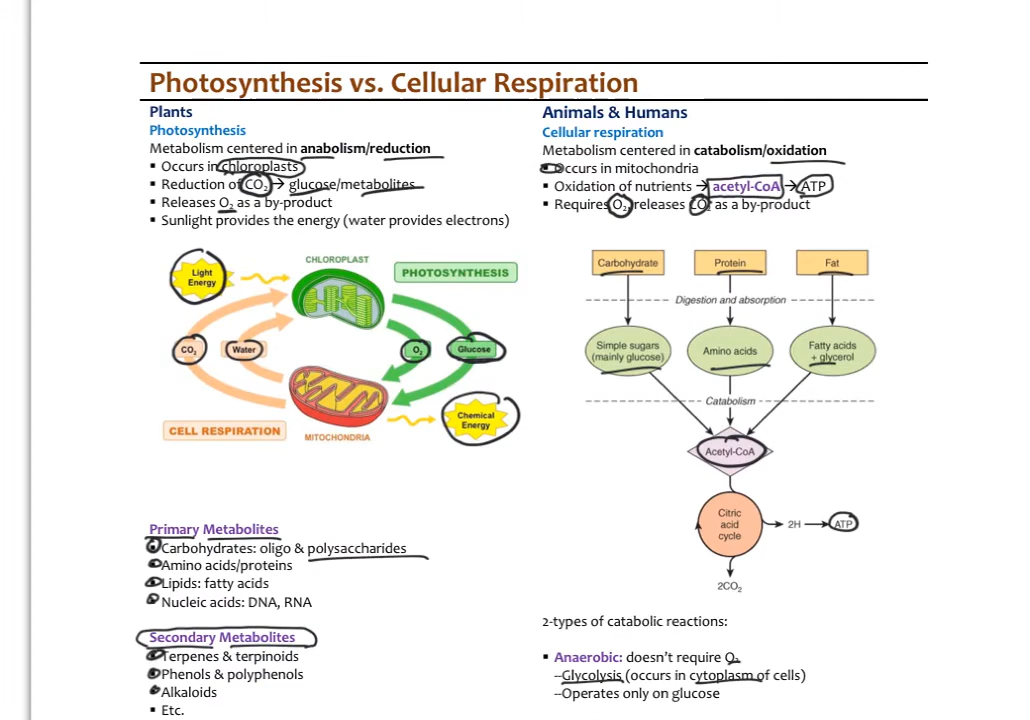 Photosynthesis vs. Cellular Respiration
Plants
Photosynthesis
Metabolism centered in anabolism/reduction
▪ Occurs in chloroplasts
▪ Reduction of CO₂ → glucose/metabolites
▪ Releases O₂ as a by-product
▪ Sunlight provides the energy (water provides electrons)
CHLOROPLAST
PHOTOSYNTHESIS
Light
Energy
CO₂
Water
O₂
Glucose
Chemical
Energy
CELL RESPIRATION
MITOCHONDRIA
Primary Metabolites
▪ Carbohydrates: oligo & polysaccharides
▪ Amino acids/proteins
▪ Lipids: fatty acids
▪ Nucleic acids: DNA, RNA
Secondary Metabolites
▪ Terpenes & terpinoids
▪ Phenols & polyphenols
▪ Alkaloids
▪ Etc.
Animals & Humans
Cellular respiration
Metabolism centered in catabolism/oxidation
▪ Occurs in mitochondria
▪ Oxidation of nutrients → acetyl-CoA → ATP
▪ Requires O₂, releases CO₂ as a by-product
Carbohydrate
Protein
Fat
Digestion and absorption
Simple sugars
(mainly glucose)
Amino acids
Fatty acids
+ glycerol
Catabolism
Acetyl-CoA
Citric
acid
cycle
2H
ATP
2CO₂
2-types of catabolic reactions:
▪ Anaerobic: doesn't require O₂
–Glycolysis (occurs in cytoplasm of cells)
–Operates only on glucose